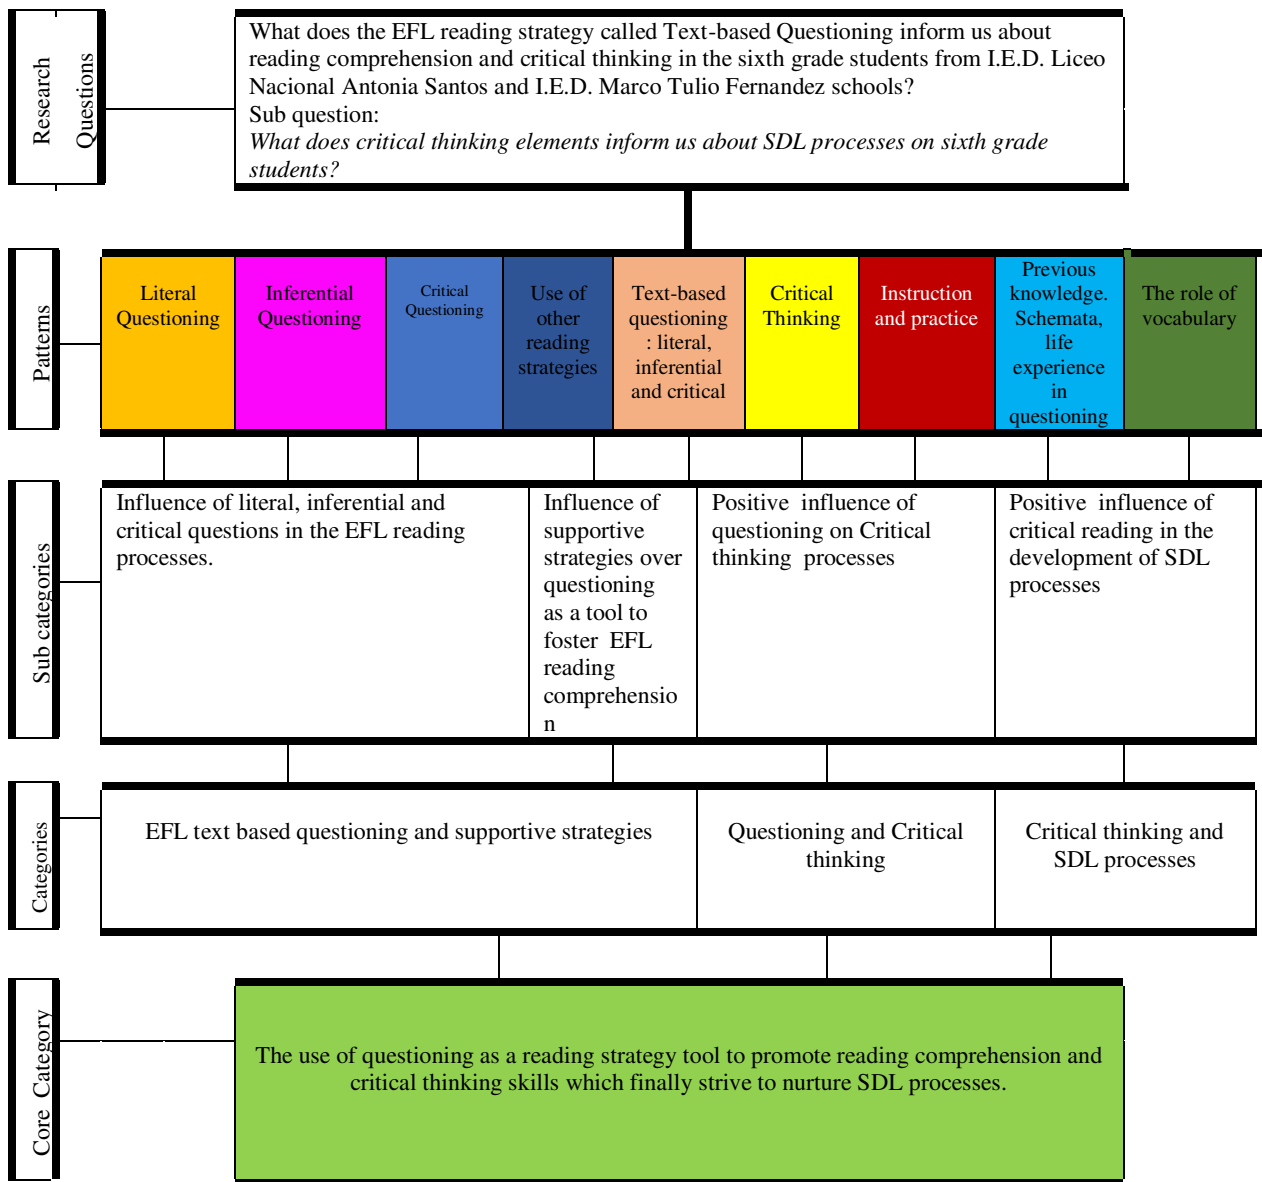 Research
Questions
What does the EFL reading strategy called Text-based Questioning inform us about
reading comprehension and critical thinking in the sixth grade students from I.E.D. Liceo
Nacional Antonia Santos and I.E.D. Marco Tulio Fernandez schools?
Sub question:
What does critical thinking elements inform us about SDL processes on sixth grade
students?
Patterns
Literal
Questioning
Inferential
Questioning
Critical
Questioning
Use of
other
reading
strategies
Text-based
questioning
: literal,
inferential
and critical
Critical
Thinking
Instruction
and practice
Previous
knowledge.
Schemata,
life
experience
in
questioning
The role of
vocabulary
Sub categories
Influence of literal, inferential and
critical questions in the EFL reading
processes.
Influence of
supportive
strategies over
questioning
as a tool to
foster EFL
reading
comprehensio
n
Positive influence of
questioning on Critical
thinking processes
Positive influence of
critical reading in the
development of SDL
processes
Categories
EFL text based questioning and supportive strategies
Questioning and Critical
thinking
Critical thinking and
SDL processes
Core Category
The use of questioning as a reading strategy tool to promote reading comprehension and
critical thinking skills which finally strive to nurture SDL processes.